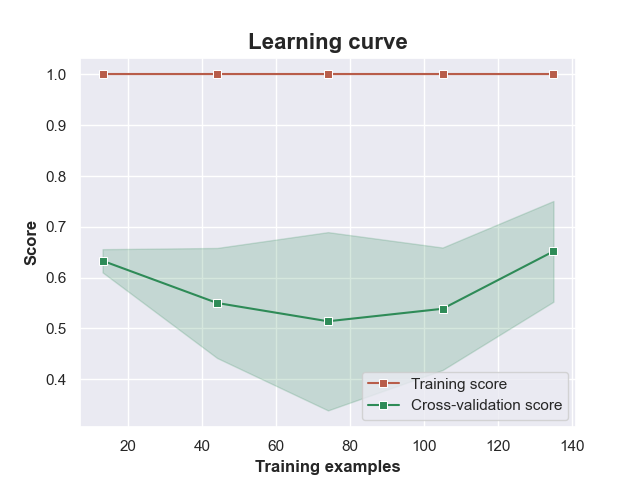 Learning curve
1.0
0.9
0.8
0.7
0.6
0.5
0.4
Score
Training score
Cross-validation score
20 40 60 80 100 120 140
Training examples